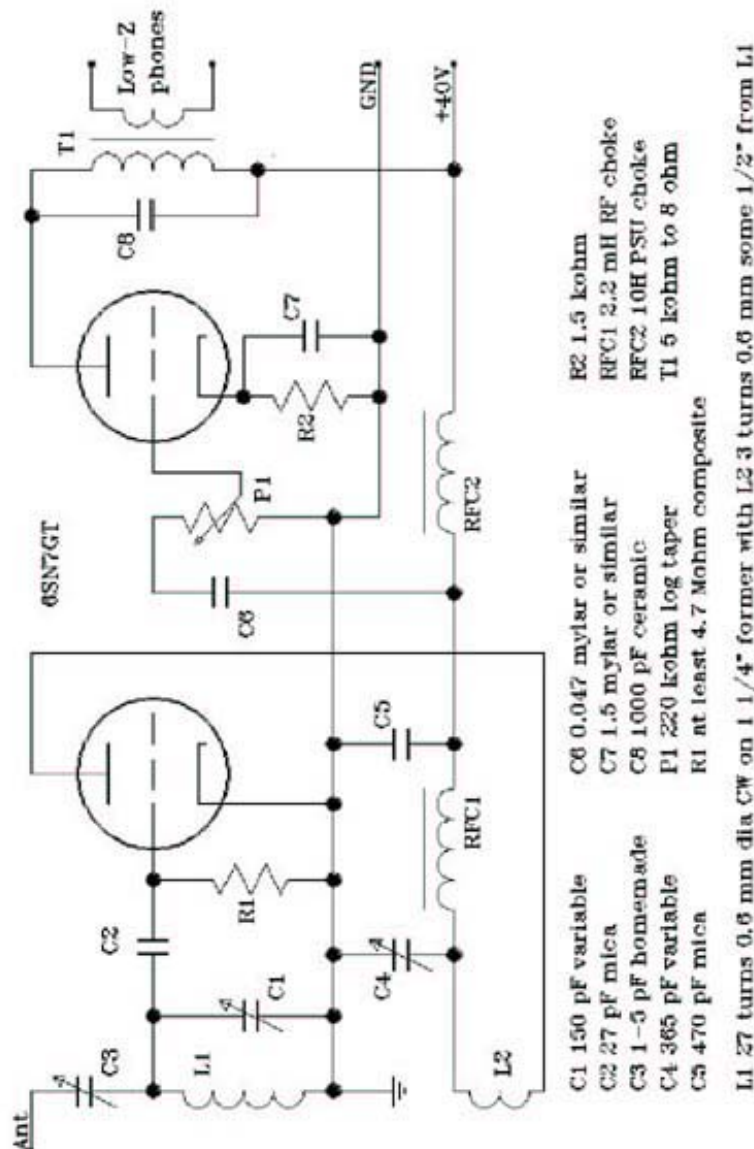 Ant
C3
L1
C1
C2
R1
C4
RFC1
C5
L2
6SN7GT
C6
P1
RFC2
R2
C7
C8
T1
Low-Z
phones
GND
+40V
C1 150 pF variable
C2 27 pF mica
C3 1-5 pF homemade
C4 365 pF variable
C5 470 pF mica
C6 0.047 mylar or similar
C7 1.5 mylar or similar
C8 1000 pF ceramic
P1 220 kohm log taper
R1 at least 4.7 Mohm composite
R2 1.5 kohm
RFC1 2.2 mH RF choke
RFC2 10H PSU choke
T1 5 kohm to 8 ohm
L1 27 turns 0.6 mm dia CW on 1 1/4" former with L2 3 turns 0.6 mm some 1/2" from L1